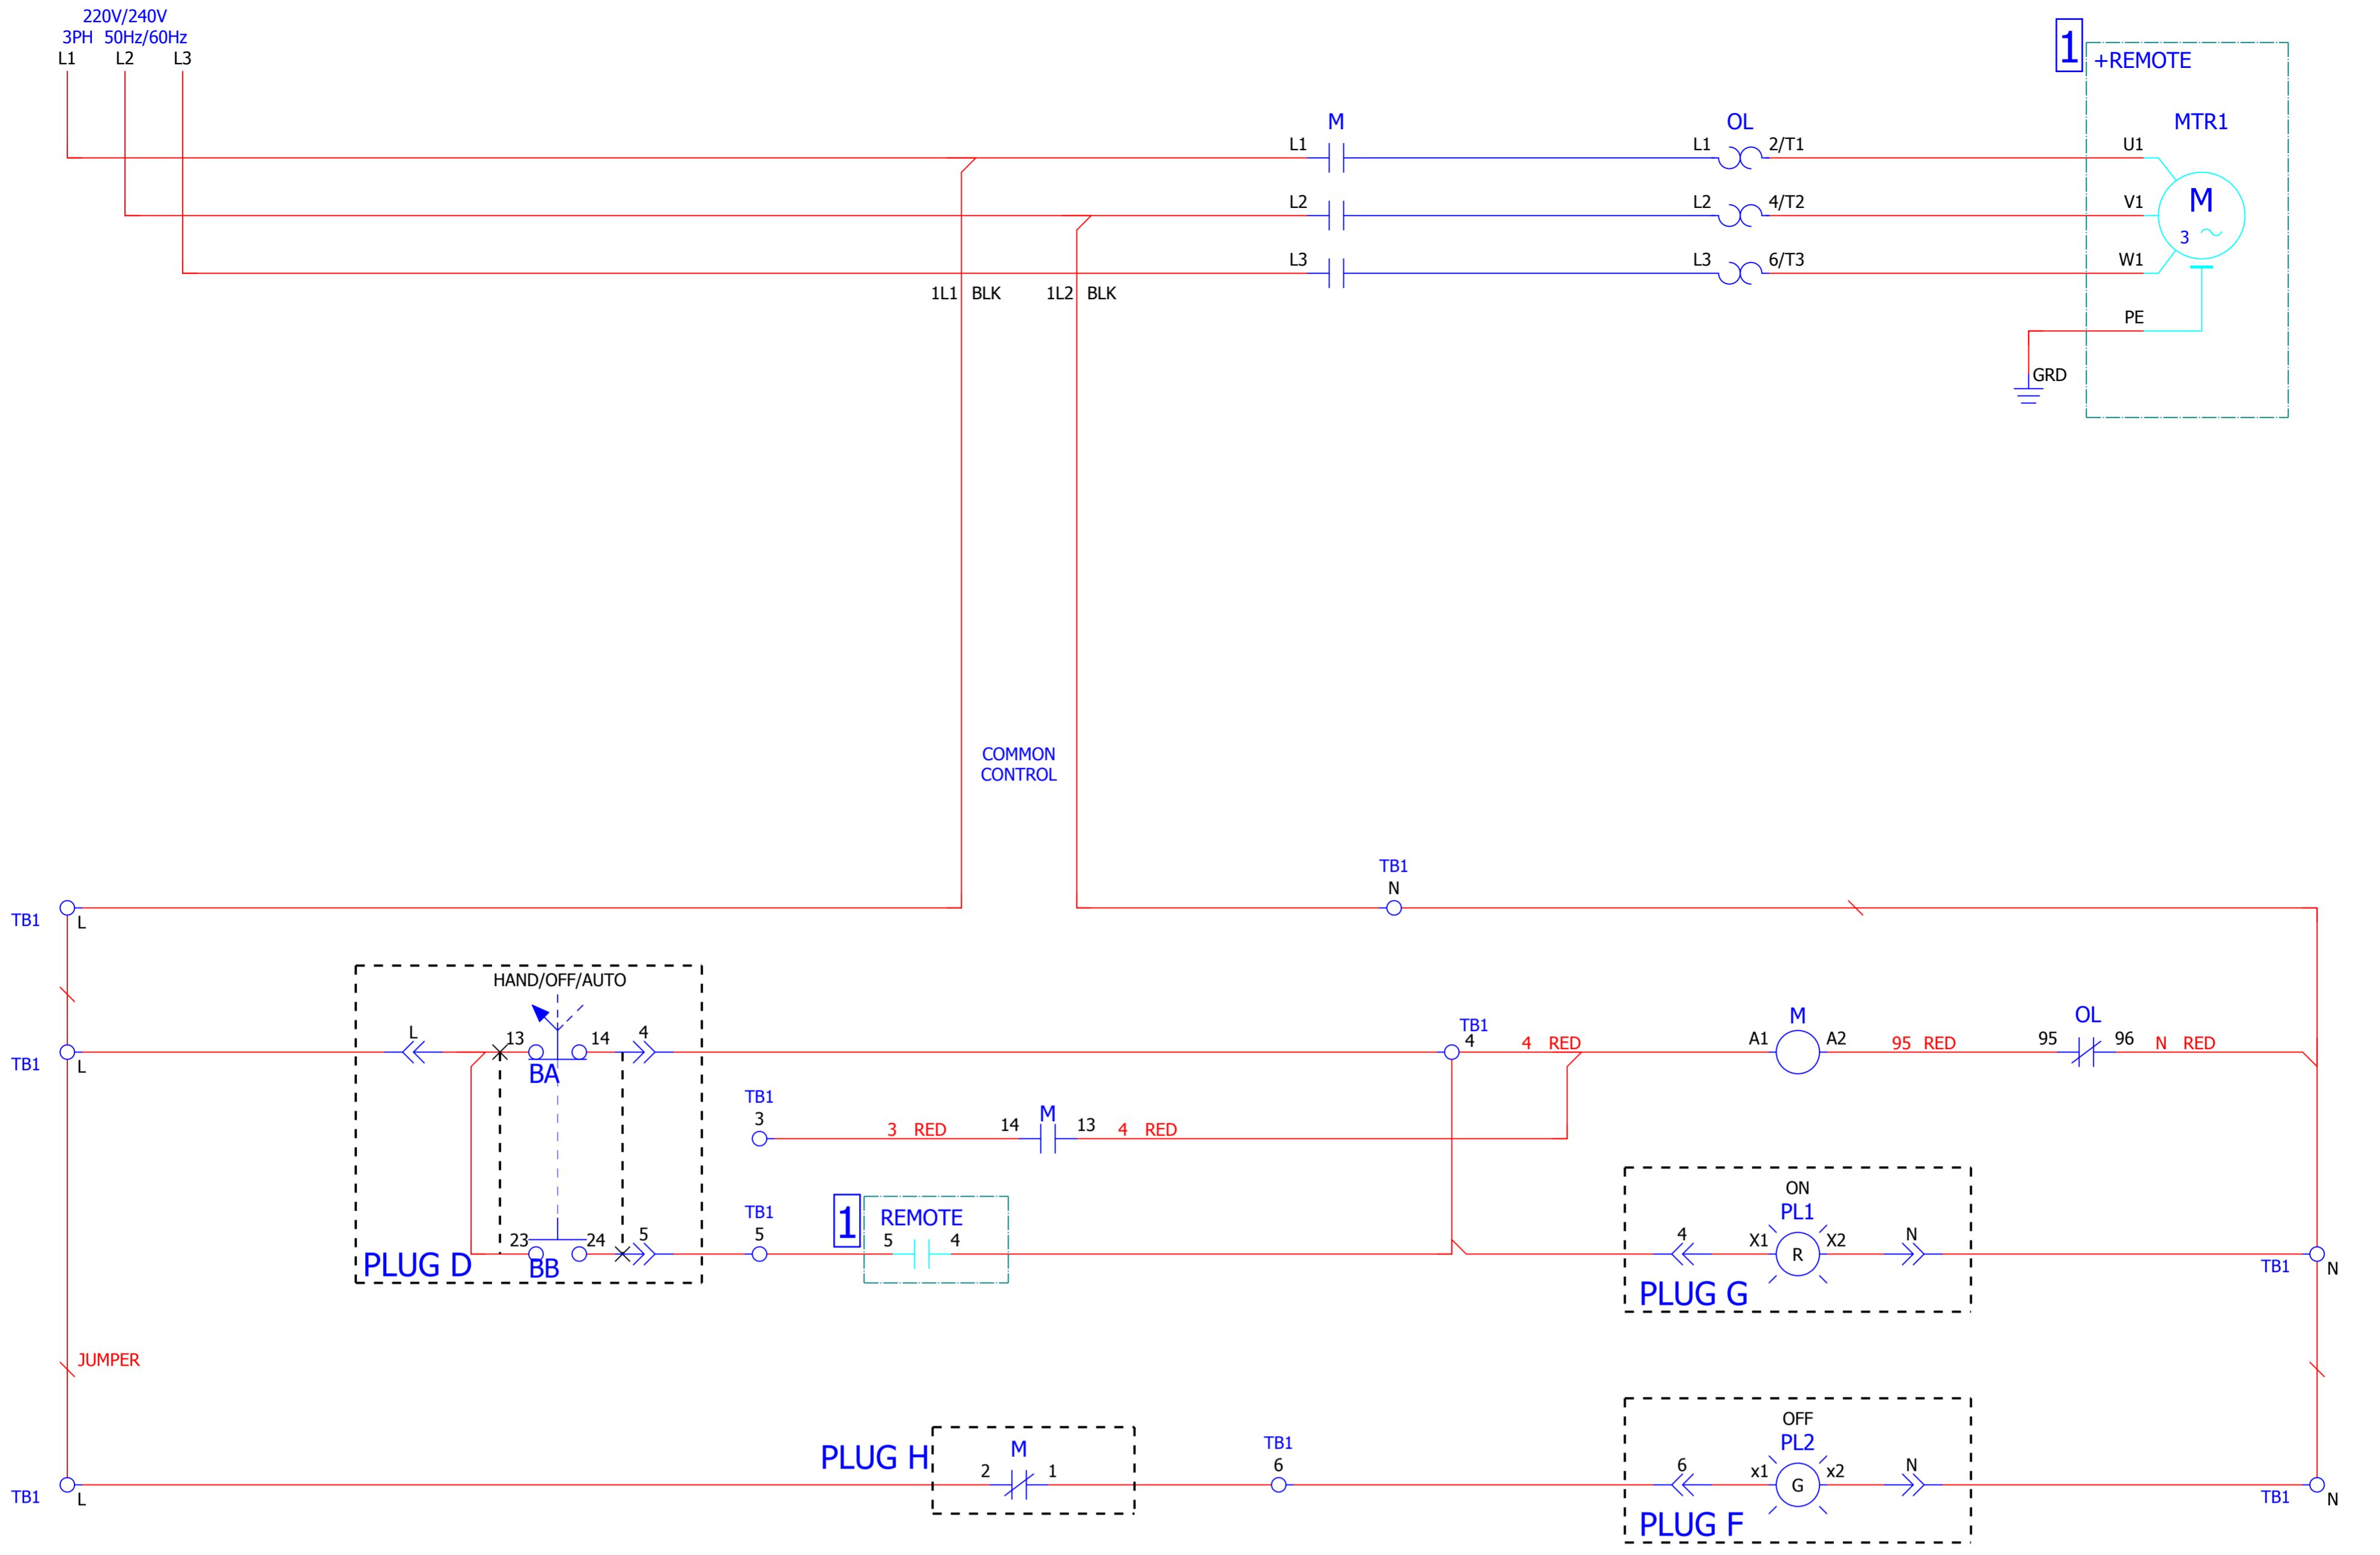 220V/240V
3PH 50Hz/60Hz
L1 L2 L3
1 +REMOTE
M OL MTR1
L1 L1 2/T1 U1
M
3
L2 L2 4/T2 V1
L3 L3 6/T3 W1
1L1 BLK 1L2 BLK
PE
GRD
COMMON
CONTROL
TB1
N
TB1 L
HAND/OFF/AUTO
TB1 L
L 13 14 4
BA
TB1
4
4 RED
M
A1 A2
95 RED
OL
95 96
N RED
TB1
3
3 RED
M
14 13
4 RED
23 24 5
BB
PLUG D
TB1
5
1
REMOTE
5 4
ON
PL1
4 X1 R X2 N
PLUG G
TB1 N
JUMPER
TB1 L
PLUG H
M
2 1
TB1
6
OFF
PL2
6 x1 G x2 N
PLUG F
TB1 N